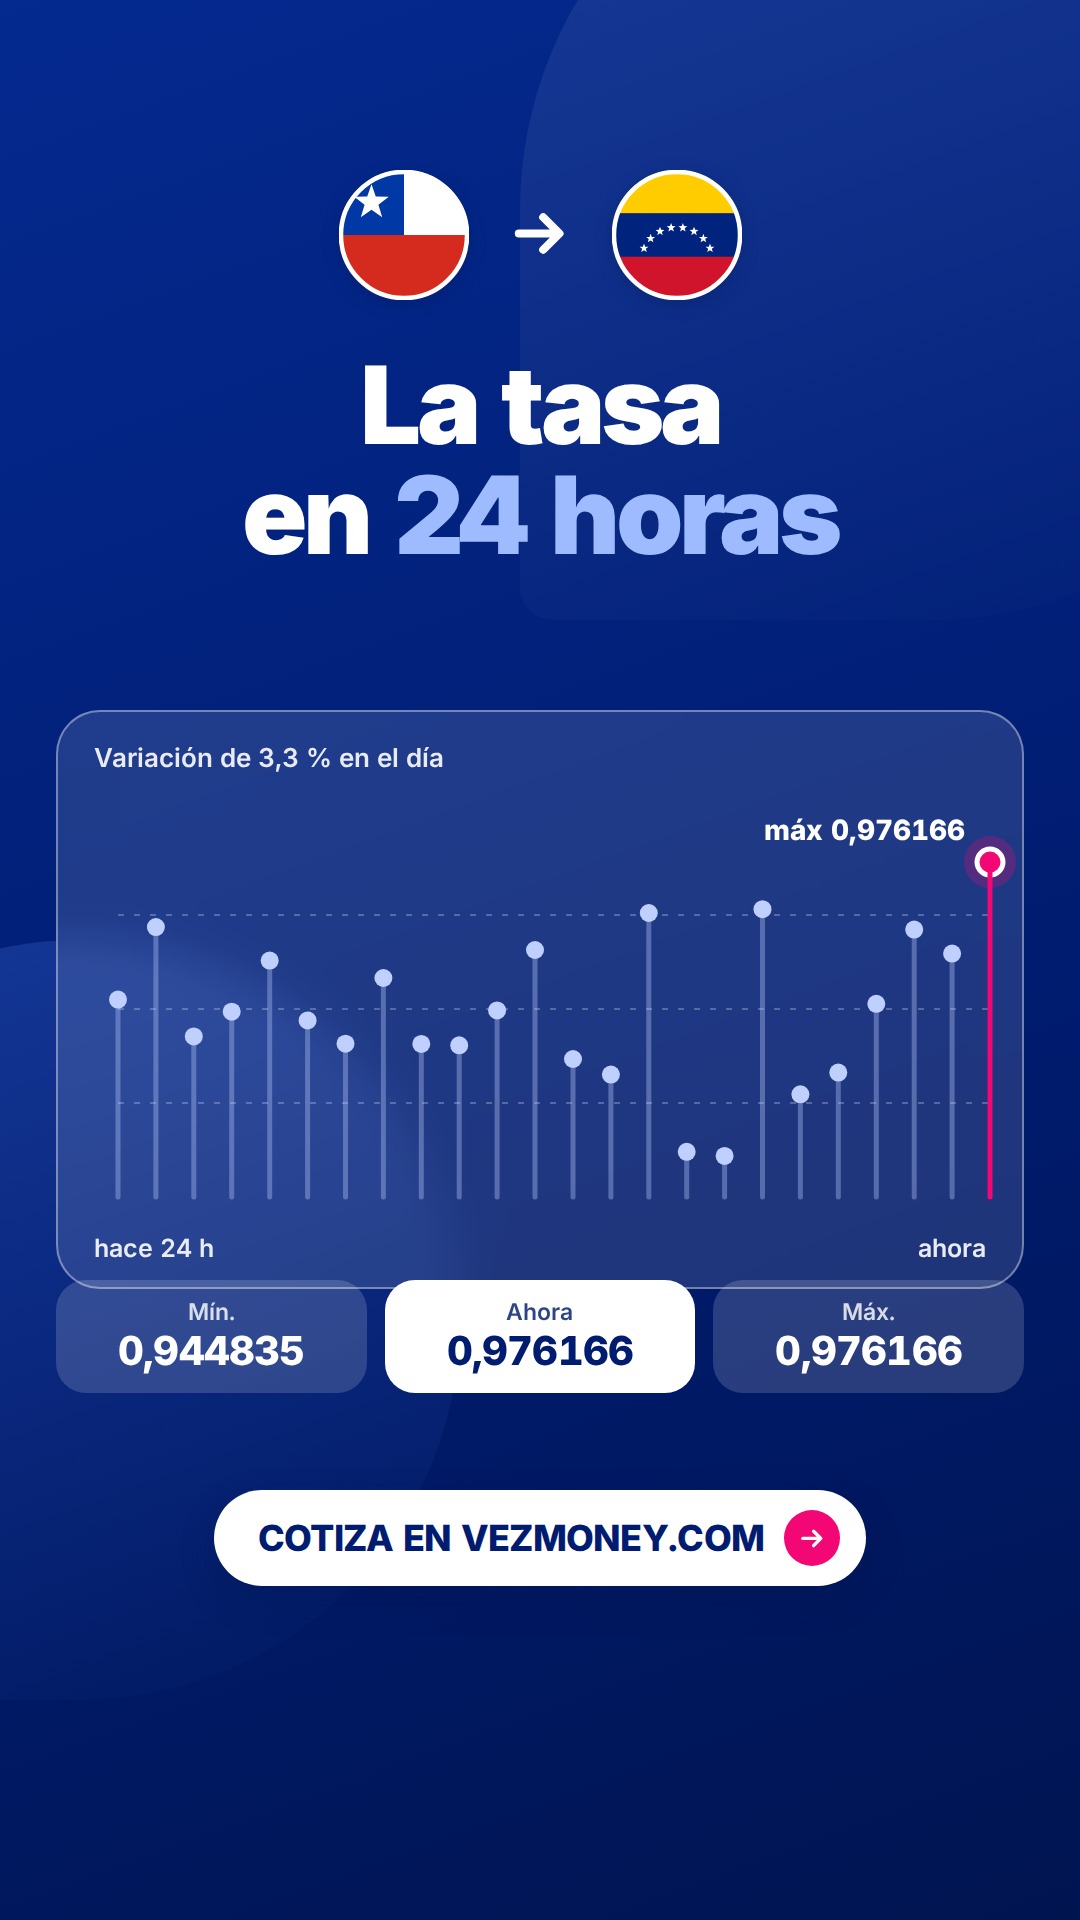 La tasa
en 24 horas
Variación de 3,3 % en el día
máx 0,976166
hace 24 h
ahora
Mín.
0,944835
Ahora
0,976166
Máx.
0,976166
COTIZA EN VEZMONEY.COM